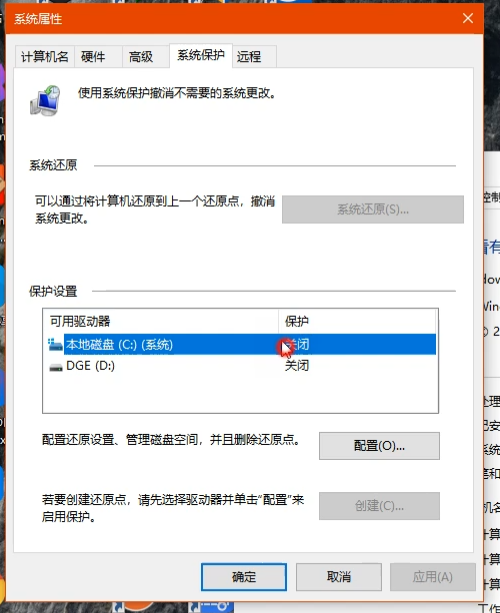 系统属性
计算机名
硬件
高级
系统保护
远程
使用系统保护撤消不需要的系统更改。
系统还原
可以通过将计算机还原到上一个还原点，撤消
系统更改。
系统还原(S)...
保护设置
可用驱动器
保护
本地磁盘 (C:) (系统)
关闭
DGE (D:)
关闭
配置还原设置、管理磁盘空间，并且删除还原点。
配置(O)...
若要创建还原点，请先选择驱动器并单击"配置"来
启用保护。
创建(C)...
确定
取消
应用(A)